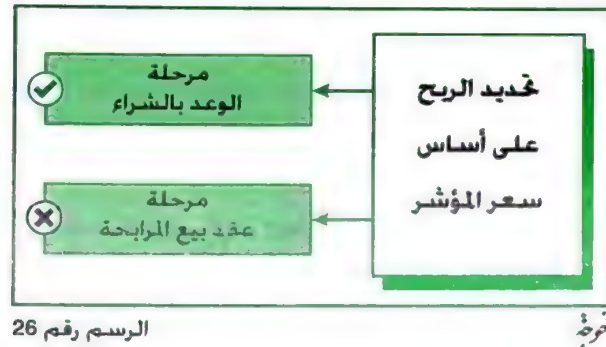 تحديد الربح
على أساس
سعر المؤشر
مرحلة
الوعد بالشراء
مرحلة
عقد بيع المرابحة
الرسم رقم 26